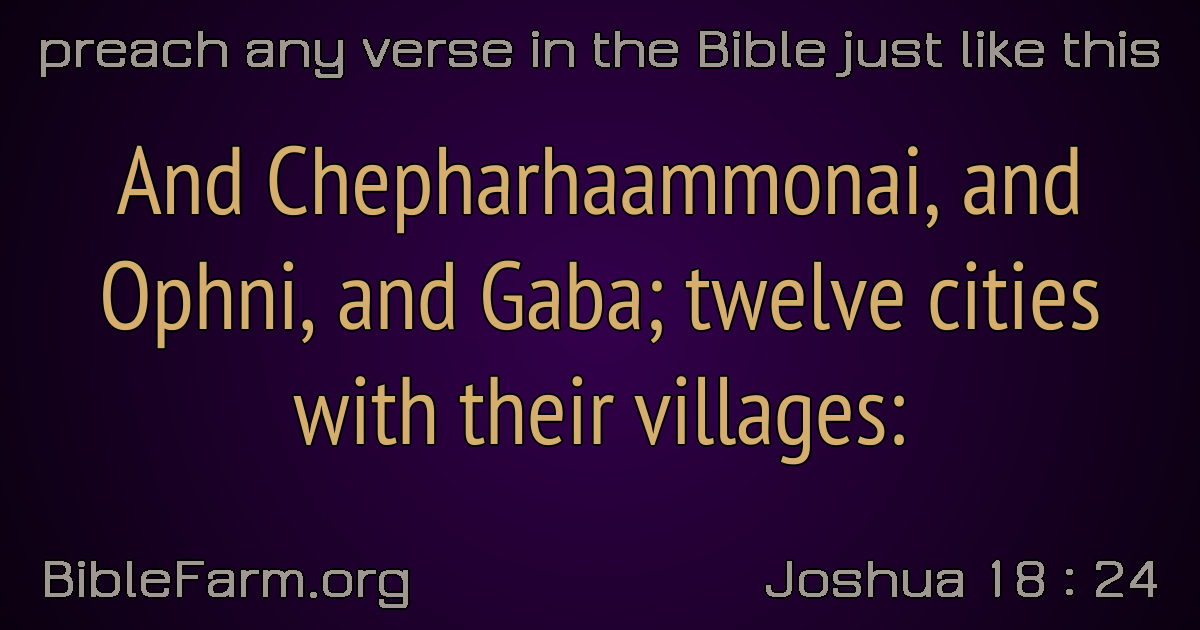 preach any verse in the Bible just like this
And Chepharhaammonai, and
Ophni, and Gaba; twelve cities
with their villages:
BibleFarm.org
Joshua 18 : 24